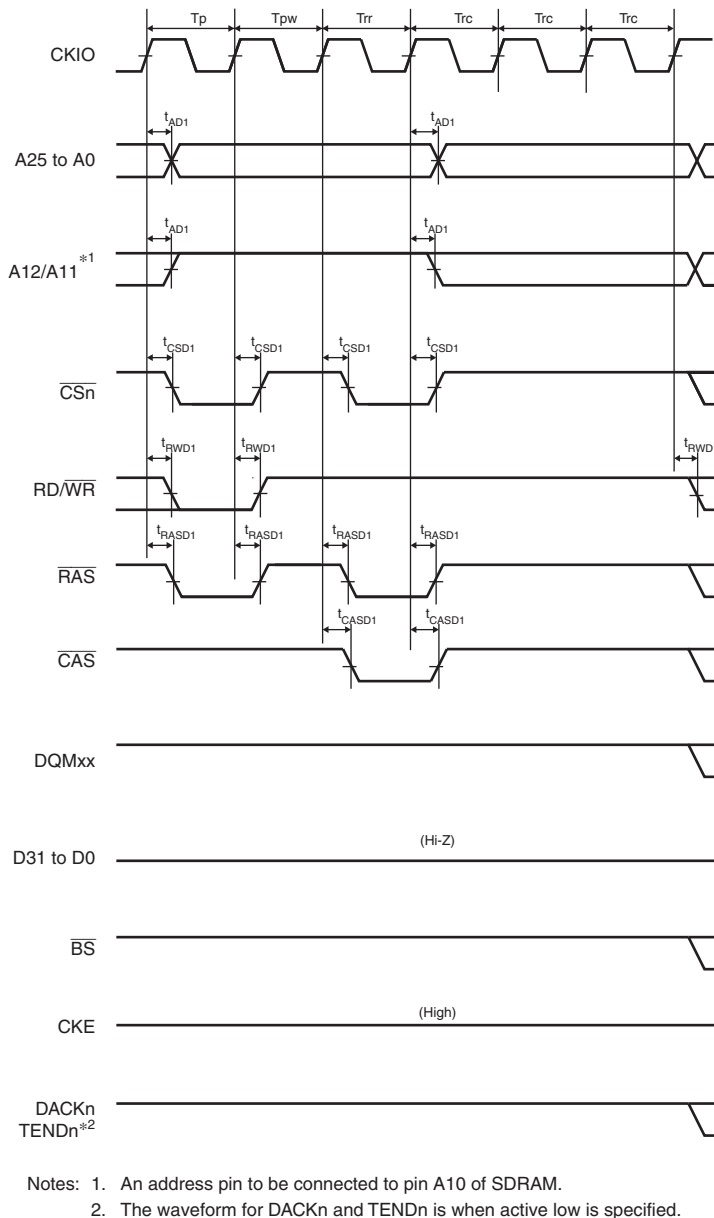 Tp Tpw Trr Trc Trc Trc
CKIO
tAD1 tAD1
A25 to A0
tAD1 tAD1
A12/A11*1
tCSD1 tCSD1 tCSD1 tCSD1
CSn
tRWD1 tRWD1 tRWD
RD/WR
tRASD1 tRASD1 tRASD1 tRASD1
RAS
tCASD1 tCASD1
CAS
DQMxx
(Hi-Z)
D31 to D0
BS
(High)
CKE
DACKn
TENDn*2
Notes: 1. An address pin to be connected to pin A10 of SDRAM.
2. The waveform for DACKn and TENDn is when active low is specified.